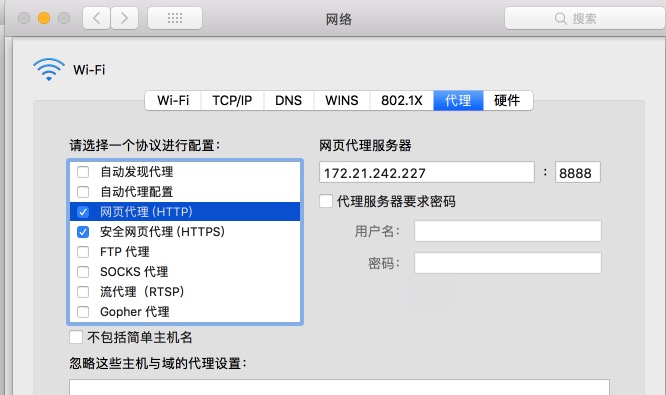 网络
搜索
Wi-Fi
Wi-Fi TCP/IP DNS WINS 802.1X 代理 硬件
请选择一个协议进行配置：
自动发现代理
自动代理配置
网页代理 (HTTP)
安全网页代理 (HTTPS)
FTP 代理
SOCKS 代理
流代理（RTSP）
Gopher 代理
网页代理服务器
172.21.242.227 : 8888
代理服务器要求密码
用户名：
密码：
不包括简单主机名
忽略这些主机与域的代理设置：